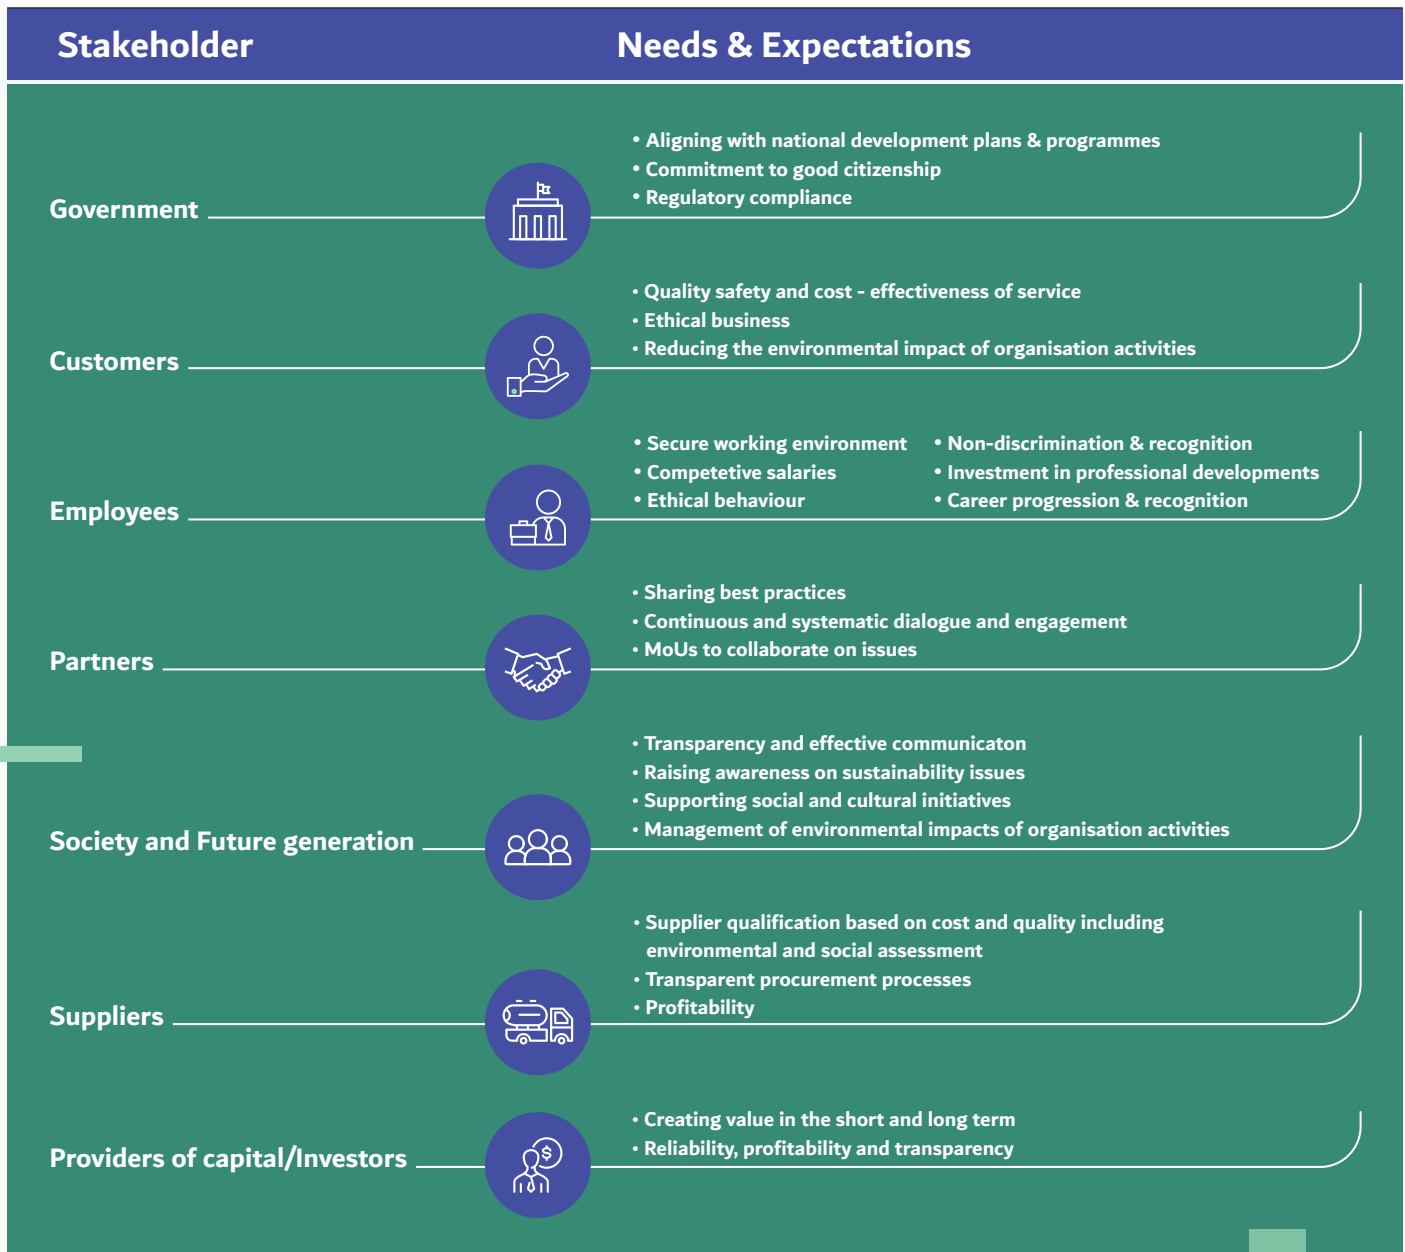 Stakeholder
Needs & Expectations
Government
• Aligning with national development plans & programmes
• Commitment to good citizenship
• Regulatory compliance
Customers
• Quality safety and cost - effectiveness of service
• Ethical business
• Reducing the environmental impact of organisation activities
Employees
• Secure working environment
• Competetive salaries
• Ethical behaviour
• Non-discrimination & recognition
• Investment in professional developments
• Career progression & recognition
Partners
• Sharing best practices
• Continuous and systematic dialogue and engagement
• MoUs to collaborate on issues
Society and Future generation
• Transparency and effective communicaton
• Raising awareness on sustainability issues
• Supporting social and cultural initiatives
• Management of environmental impacts of organisation activities
Suppliers
• Supplier qualification based on cost and quality including
environmental and social assessment
• Transparent procurement processes
• Profitability
Providers of capital/Investors
• Creating value in the short and long term
• Reliability, profitability and transparency
$